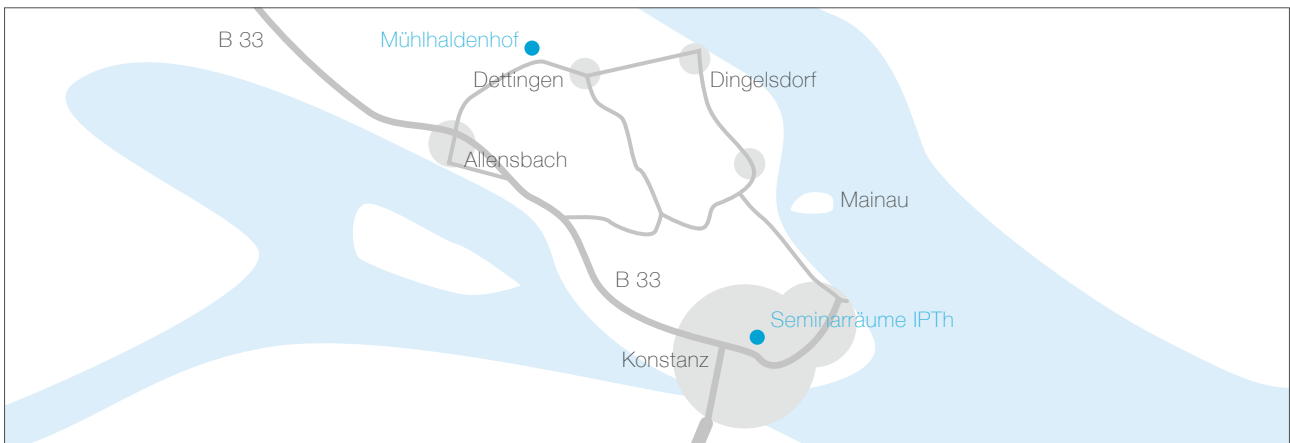 B 33
Mühlhaldenhof
Dettingen
Dingelsdorf
Allensbach
Mainau
B 33
Seminarräume IPTh
Konstanz